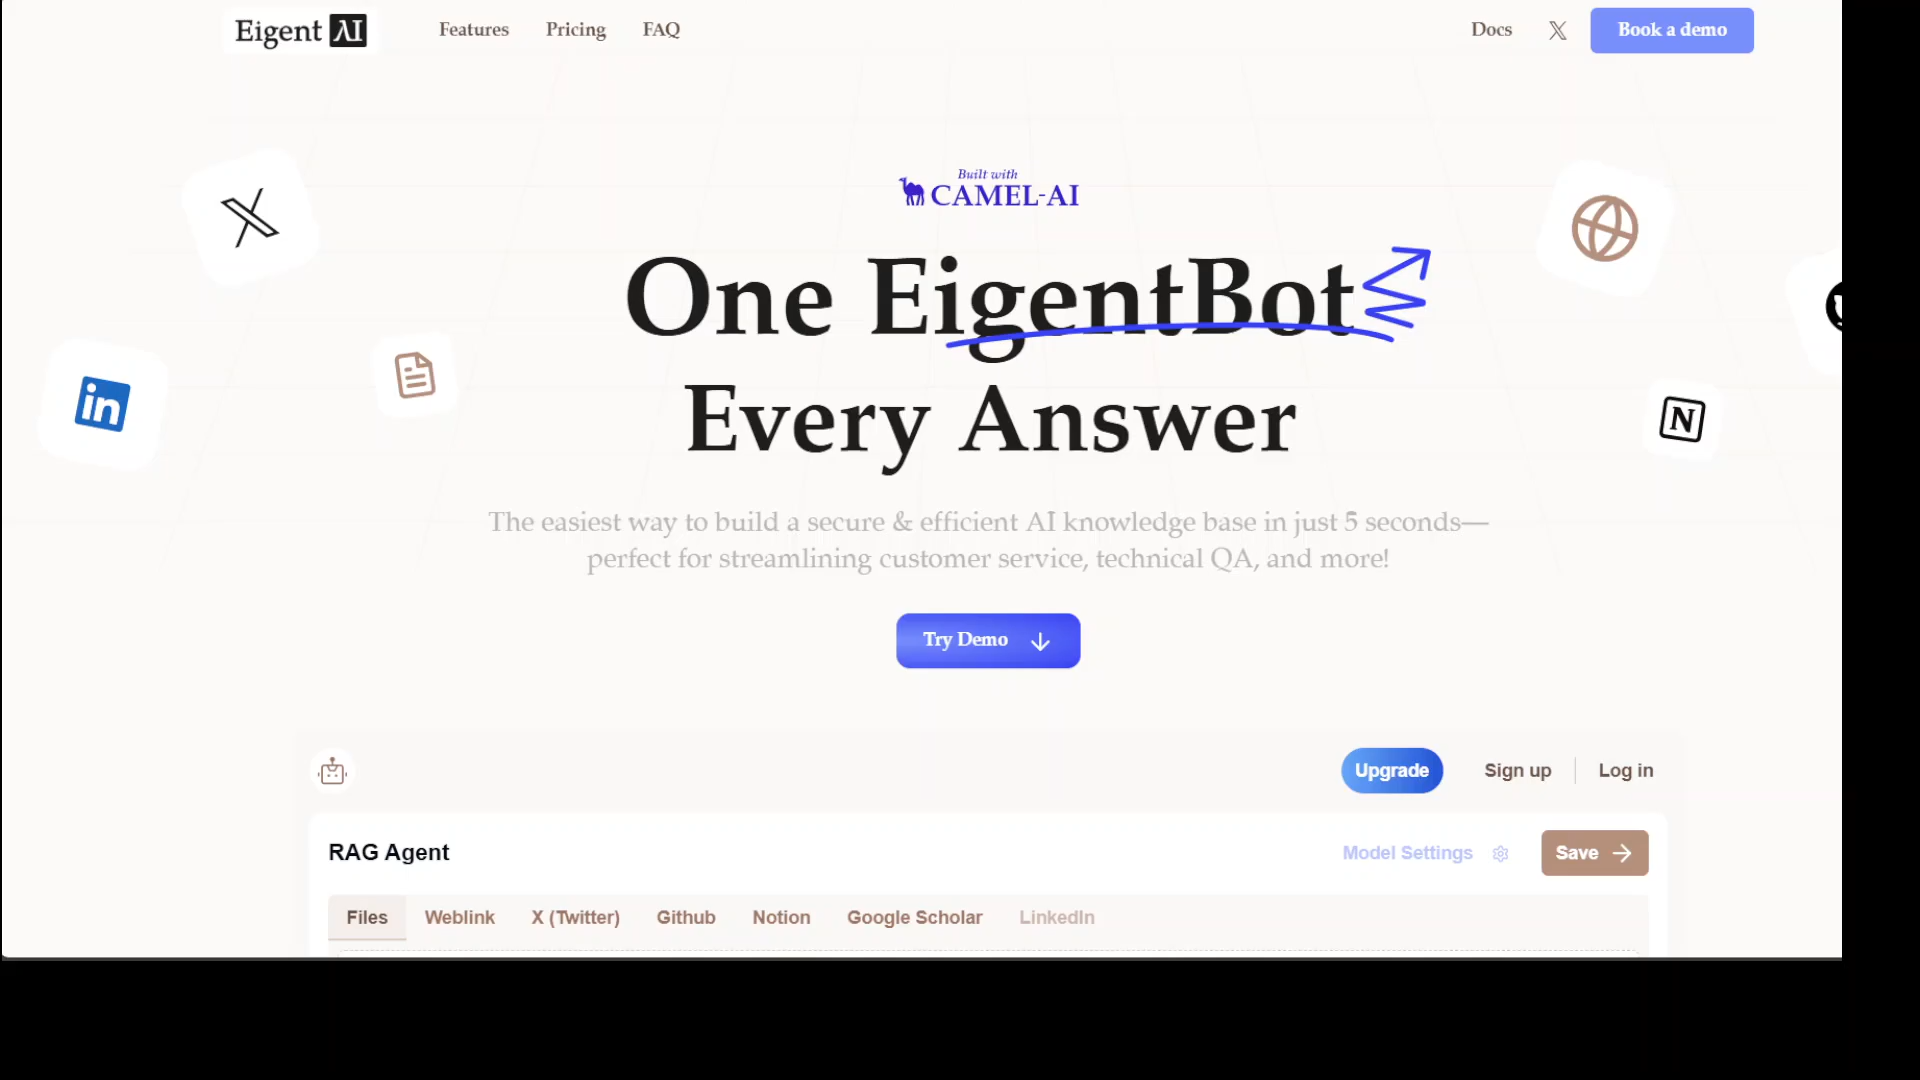 Eigent AI
Features
Pricing
FAQ
Docs
Book a demo
Built with
CAMEL-AI
One EigentBot
Every Answer
The easiest way to build a secure & efficient AI knowledge base in just 5 seconds—
perfect for streamlining customer service, technical QA, and more!
Try Demo
Upgrade
Sign up
Log in
RAG Agent
Model Settings
Save
Files
Weblink
X (Twitter)
Github
Notion
Google Scholar
LinkedIn